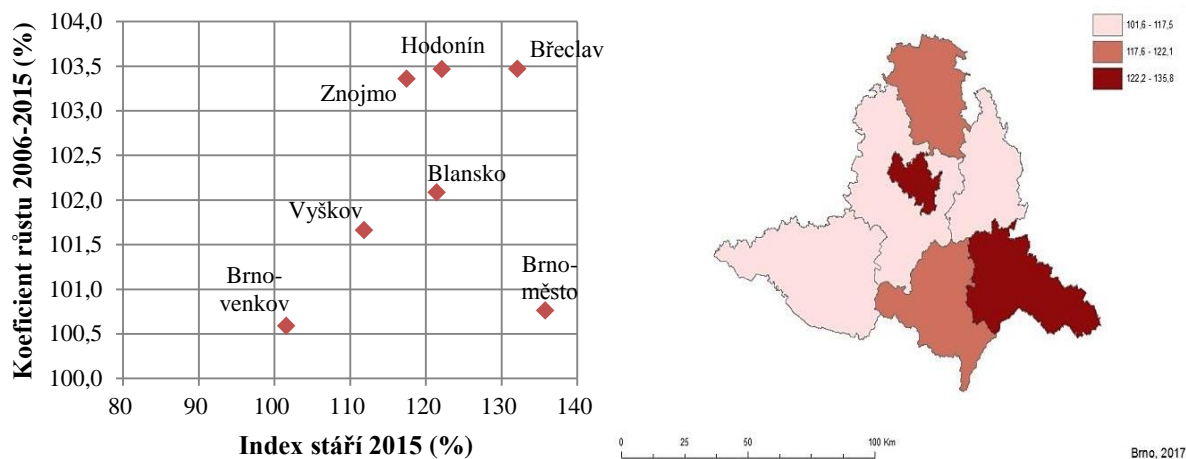 Koeficient růstu 2006-2015 (%)
104,0
103,5
103,0
102,5
102,0
101,5
101,0
100,5
100,0
Hodonín
Břeclav
Znojmo
Blansko
Vyškov
Brno-
venkov
Brno-
město
80
90
100
110
120
130
140
Index stáří 2015 (%)
101,6 - 117,5
117,6 - 122,1
122,2 - 135,8
0
25
50
100 Km
Brno, 2017